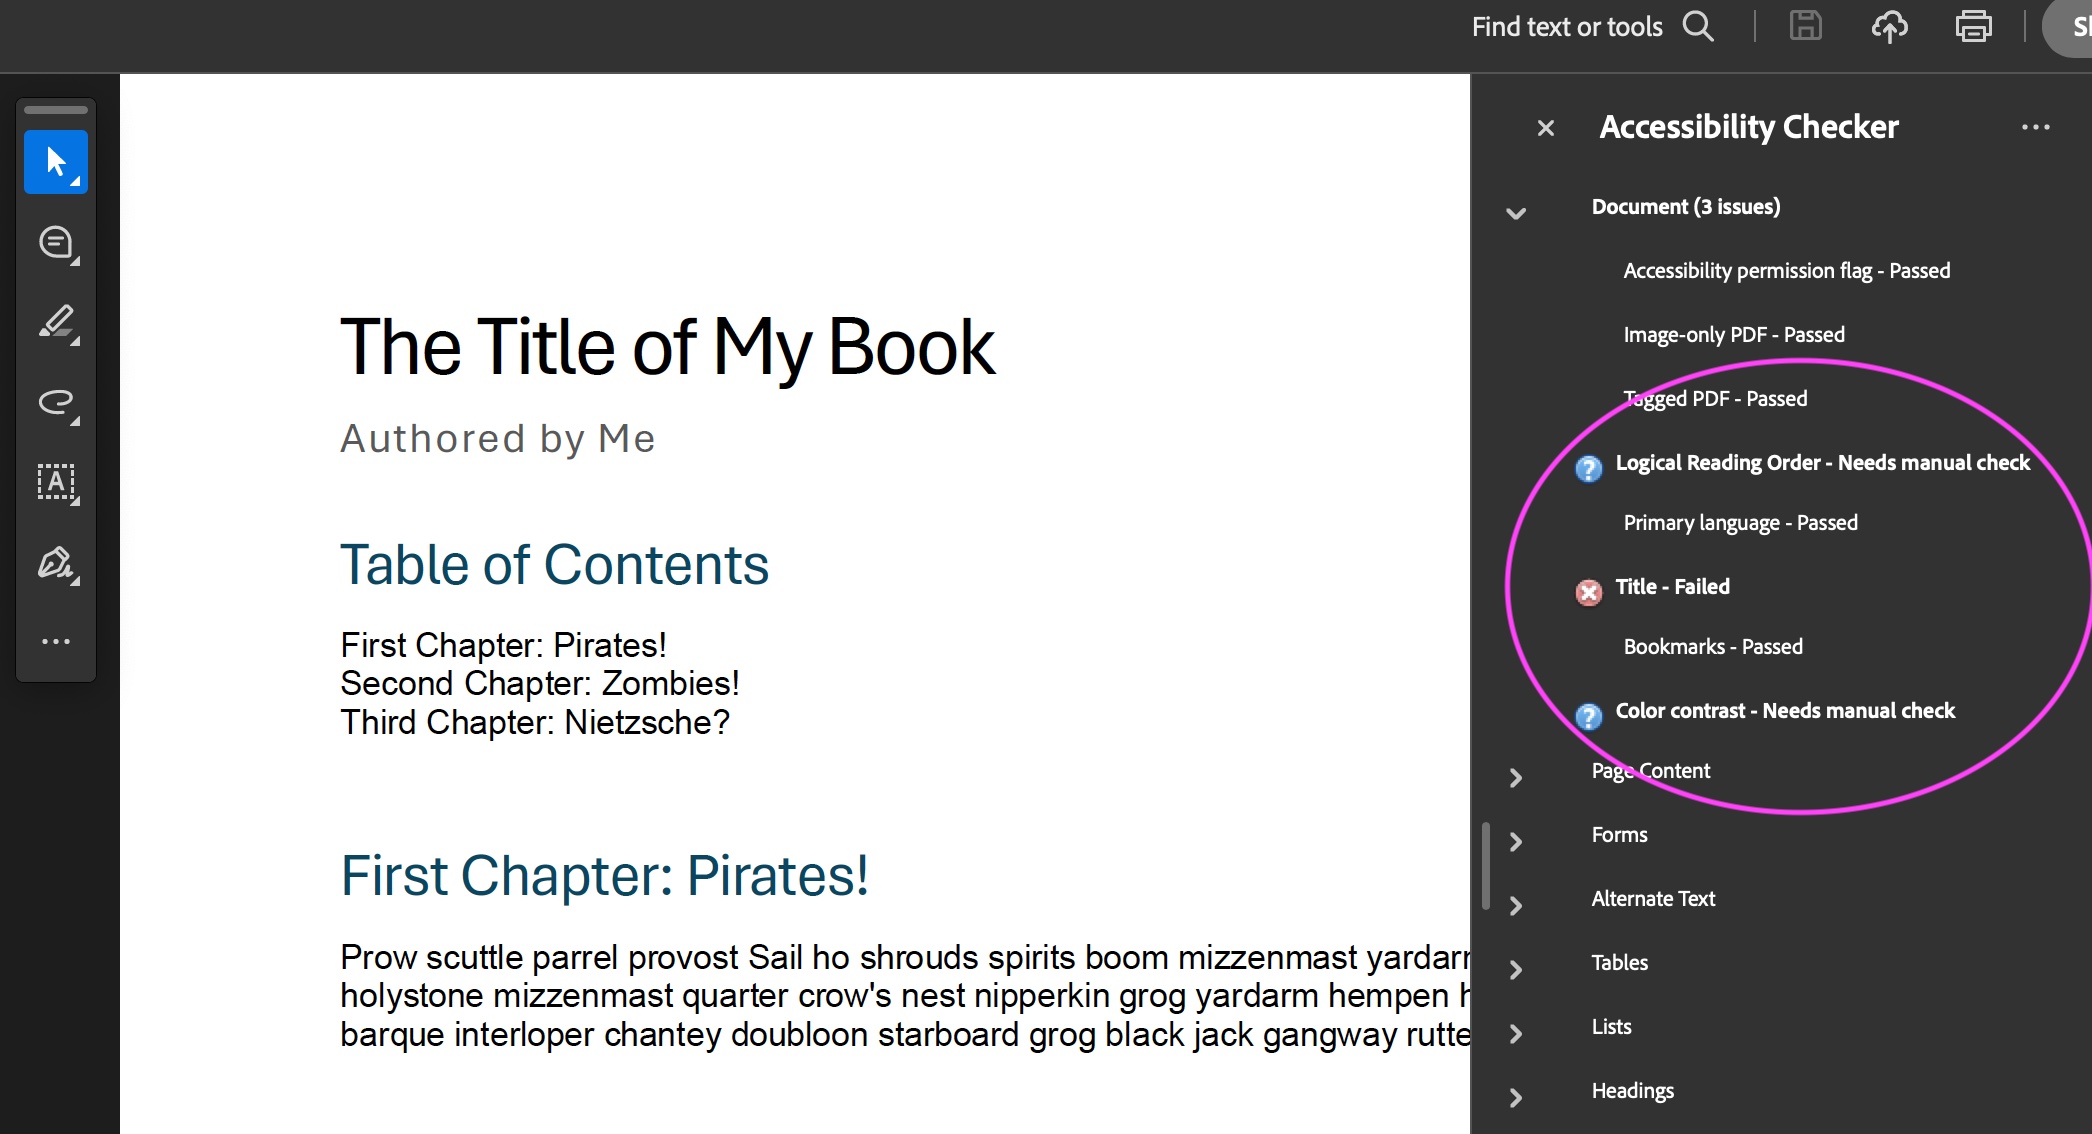 Find text or tools
The Title of My Book
Authored by Me
Table of Contents
First Chapter: Pirates!
Second Chapter: Zombies!
Third Chapter: Nietzsche?
First Chapter: Pirates!
Prow scuttle parrel provost Sail ho shrouds spirits boom mizzenmast
holystone mizzenmast quarter crow's nest nipperkin grog yardarm hempen
barque interloper chantey doubloon starboard grog black jack gangway
Accessibility Checker
Document (3 issues)
Accessibility permission flag - Passed
Image-only PDF - Passed
Tagged PDF - Passed
Logical Reading Order - Needs manual check
Primary language - Passed
Title - Failed
Bookmarks - Passed
Color contrast - Needs manual check
Page Content
Forms
Alternate Text
Tables
Lists
Headings